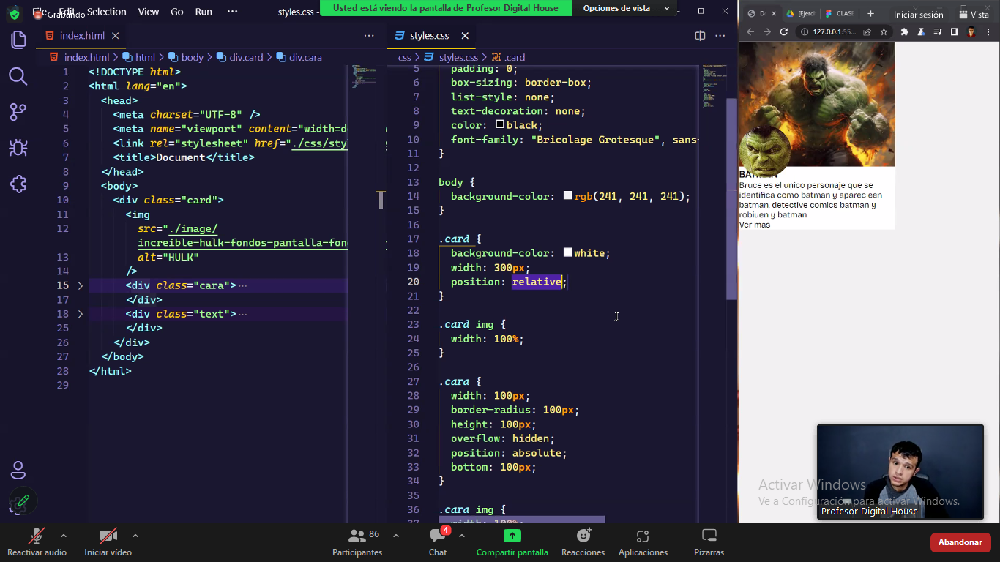 Grabando
File Edit Selection View Go Run ···
styles.css -
Usted está viendo la pantalla de Profesor Digital House
Opciones de vista
index.html
···
styles.css
···
index.html > html > body > div.card > div.cara
css > styles.css > .card
1 <!DOCTYPE html>
2 <html lang="en">
3 <head>
4 <meta charset="UTF-8" />
5 <meta name="viewport" content="width=d
6 <link rel="stylesheet" href="./css/sty
7 <title>Document</title>
8 </head>
9 <body>
10 <div class="card">
11 <img
12 src="./image/
increible-hulk-fondos-pantalla-fon
13 alt="HULK"
14 />
15 <div class="cara">···
17 </div>
18 <div class="text">···
25 </div>
26 </div>
27 </body>
28 </html>
29
5 padding: 0;
6 box-sizing: border-box;
7 list-style: none;
8 text-decoration: none;
9 color: black;
10 font-family: "Bricolage Grotesque", sans-
11 }
12
13 body {
14 background-color: rgb(241, 241, 241);
15 }
16
17 .card {
18 background-color: white;
19 width: 300px;
20 position: relative;
21 }
22
23 .card img {
24 width: 100%;
25 }
26
27 .cara {
28 width: 100px;
29 border-radius: 100px;
30 height: 100px;
31 overflow: hidden;
32 position: absolute;
33 bottom: 100px;
34 }
35
36 .cara img {
37 width: 100%;
[Ejerci
CLASE
Iniciar sesión
Vista
127.0.0.1:55...
BATMAN
Bruce es el unico personaje que se
identifica como batman y aparec een
batman, detective comics batman y
robiuen y batman
Ver mas
Activar Windows
Ve a Configuración para activar Windows.
Profesor Digital House
Reactivar audio
Iniciar vídeo
86
Participantes
4
Chat
Compartir pantalla
Reacciones
Aplicaciones
Pizarras
Abandonar